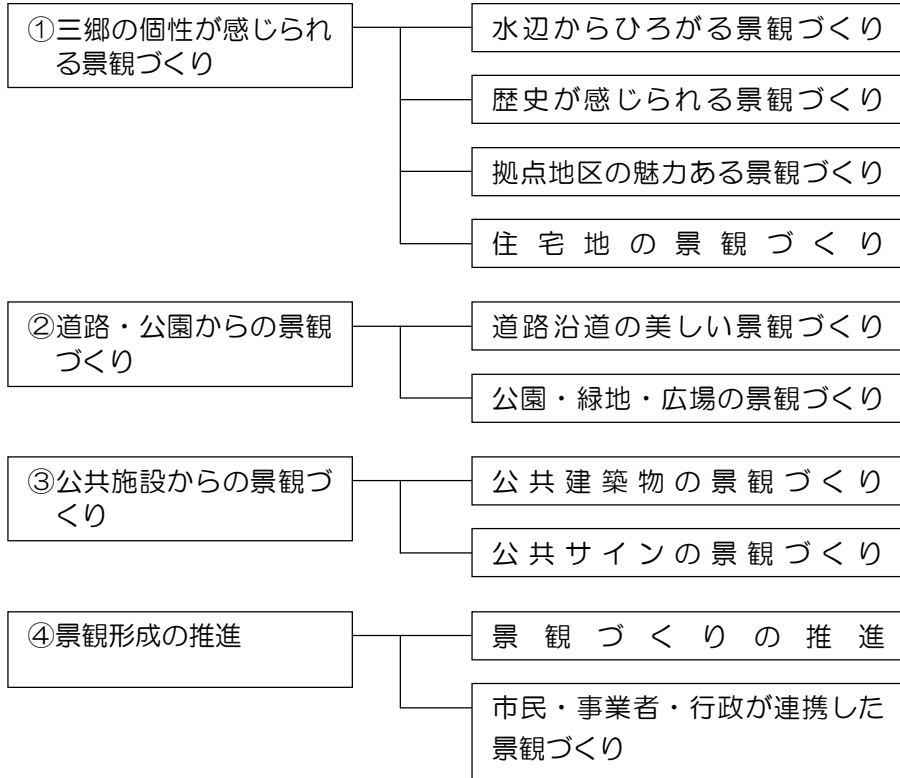 ①三郷の個性が感じられ
る景観づくり
水辺からひろがる景観づくり
歴史が感じられる景観づくり
拠点地区の魅力ある景観づくり
住宅地の景観づくり
②道路・公園からの景観
づくり
道路沿道の美しい景観づくり
公園・緑地・広場の景観づくり
③公共施設からの景観づ
くり
公共建築物の景観づくり
公共サインの景観づくり
④景観形成の推進
景観づくりの推進
市民・事業者・行政が連携した
景観づくり